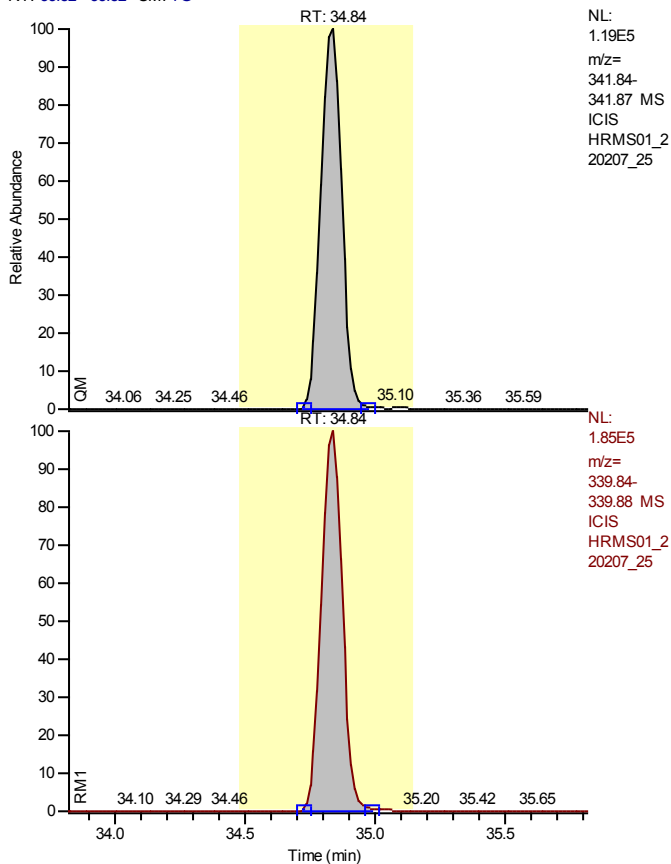 RT: 34.84
NL:
1.19E5
m/z=
341.84-
341.87 MS
ICIS
HRMS01_2
20207_25
100
90
80
70
60
50
40
30
20
10
0
Relative Abundance
QM
34.06 34.25 34.46 35.10 35.36 35.59
RT: 34.84
NL:
1.85E5
m/z=
339.84-
339.88 MS
ICIS
HRMS01_2
20207_25
100
90
80
70
60
50
40
30
20
10
0
RM1
34.10 34.29 34.46 35.20 35.42 35.65
34.0 34.5 35.0 35.5
Time (min)